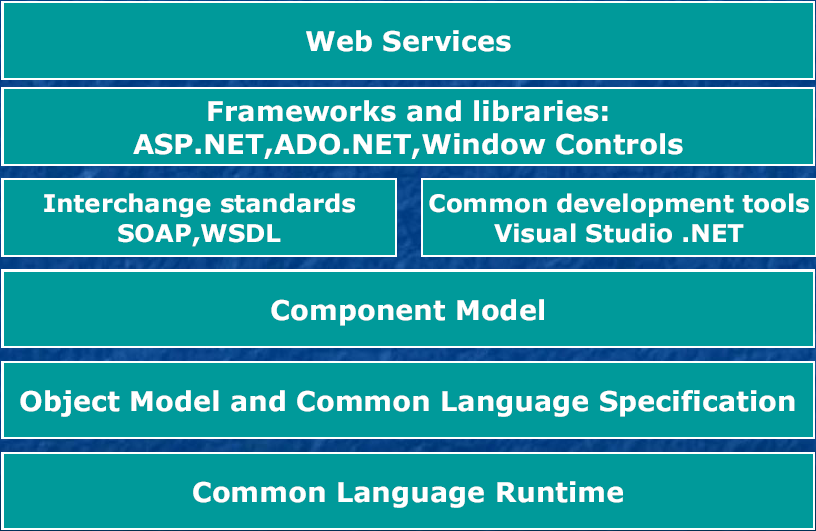 Web Services
Frameworks and libraries:
ASP.NET,ADO.NET,Window Controls
Interchange standards
SOAP,WSDL
Common development tools
Visual Studio .NET
Component Model
Object Model and Common Language Specification
Common Language Runtime